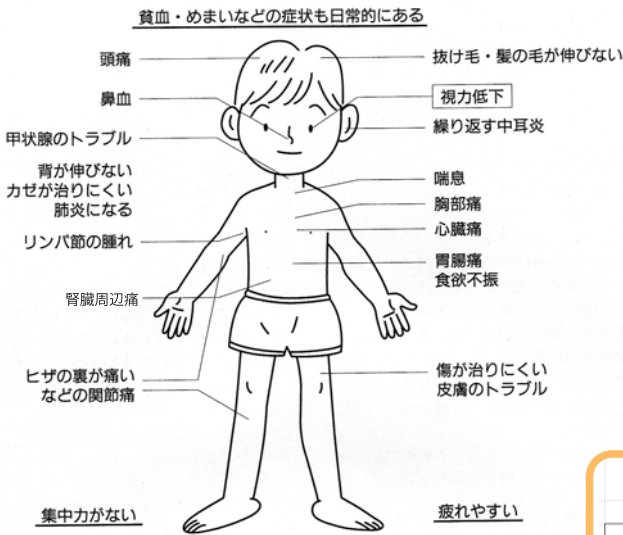 貧血・めまいなどの症状も日常的にある
頭痛
鼻血
甲状腺のトラブル
背が伸びない
カゼが治りにくい
肺炎になる
リンパ節の腫れ
腎臓周辺痛
ヒザの裏が痛い
などの関節痛
集中力がない
抜け毛・髪の毛が伸びない
視力低下
繰り返す中耳炎
喘息
胸部痛
心臓痛
胃腸痛
食欲不振
傷が治りにくい
皮膚のトラブル
疲れやすい